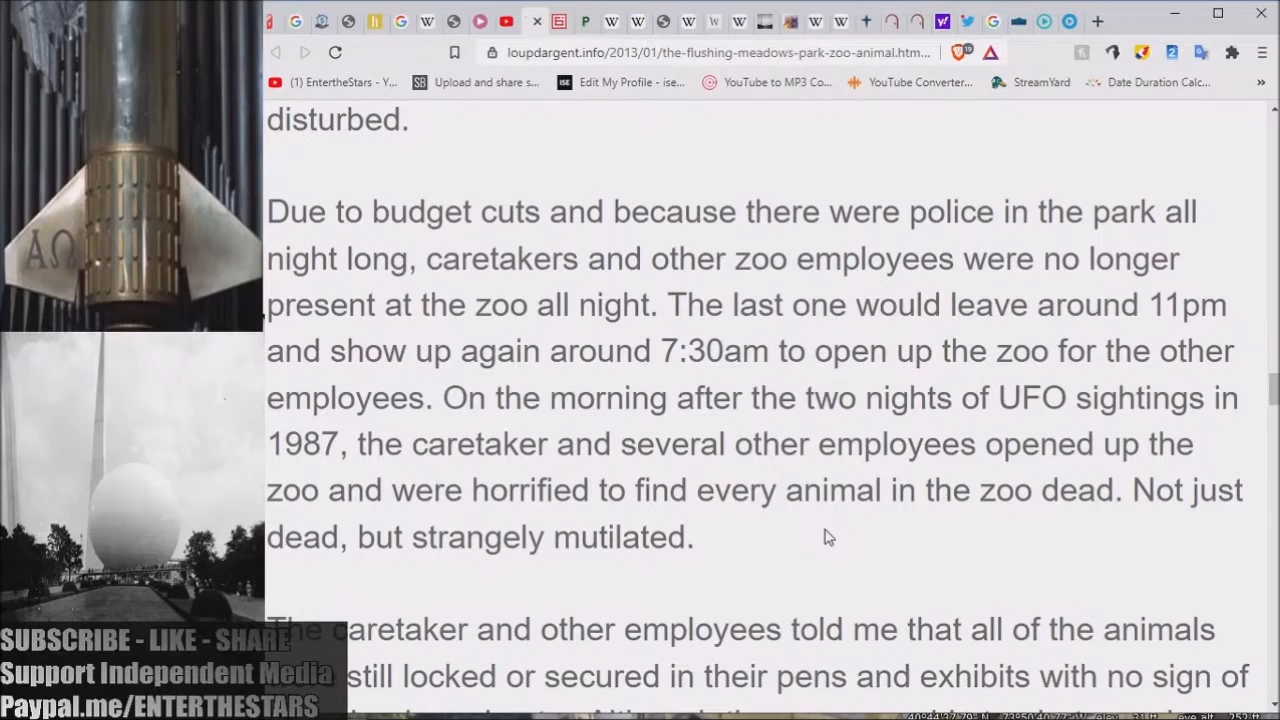 loupdargent.info/2013/01/the-flushing-meadows-park-zoo-animal.htm...
19
2
(1) EntertheStars - Y...
Upload and share s...
Edit My Profile - ise...
YouTube to MP3 Co...
YouTube Converter...
StreamYard
Date Duration Calc...
»
disturbed.
Due to budget cuts and because there were police in the park all
night long, caretakers and other zoo employees were no longer
present at the zoo all night. The last one would leave around 11pm
and show up again around 7:30am to open up the zoo for the other
employees. On the morning after the two nights of UFO sightings in
1987, the caretaker and several other employees opened up the
zoo and were horrified to find every animal in the zoo dead. Not just
dead, but strangely mutilated.
The caretaker and other employees told me that all of the animals
still locked or secured in their pens and exhibits with no sign of
ΑΩ
SUBSCRIBE - LIKE - SHARE
Support Independent Media
Paypal.me/ENTERTHESTARS